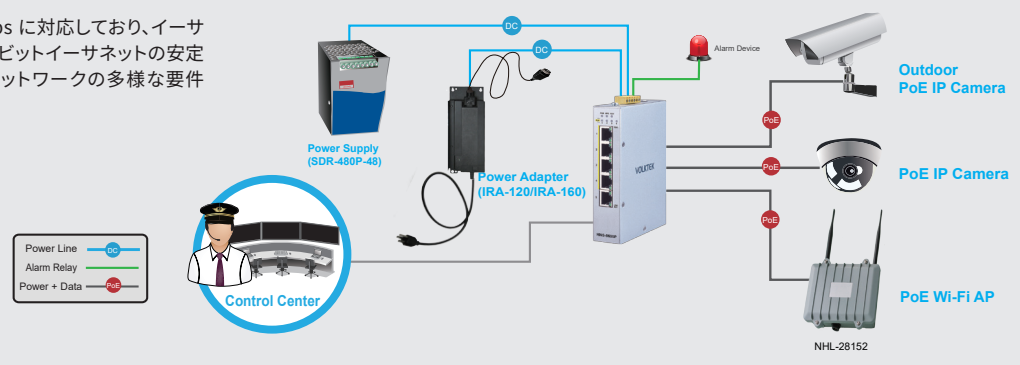 ps に対応しており、イーサ
ビットイーサネットの安定
ットワークの多様な要件
DC
DC
Alarm Device
Outdoor
PoE IP Camera
Power Supply
(SDR-480P-48)
Power Adapter
(IRA-120/IRA-160)
VOLKTEK
PoE
PoE
PoE IP Camera
PoE
Power Line
DC
Alarm Relay
Power + Data
PoE
Control Center
PoE Wi-Fi AP
NHL-28152